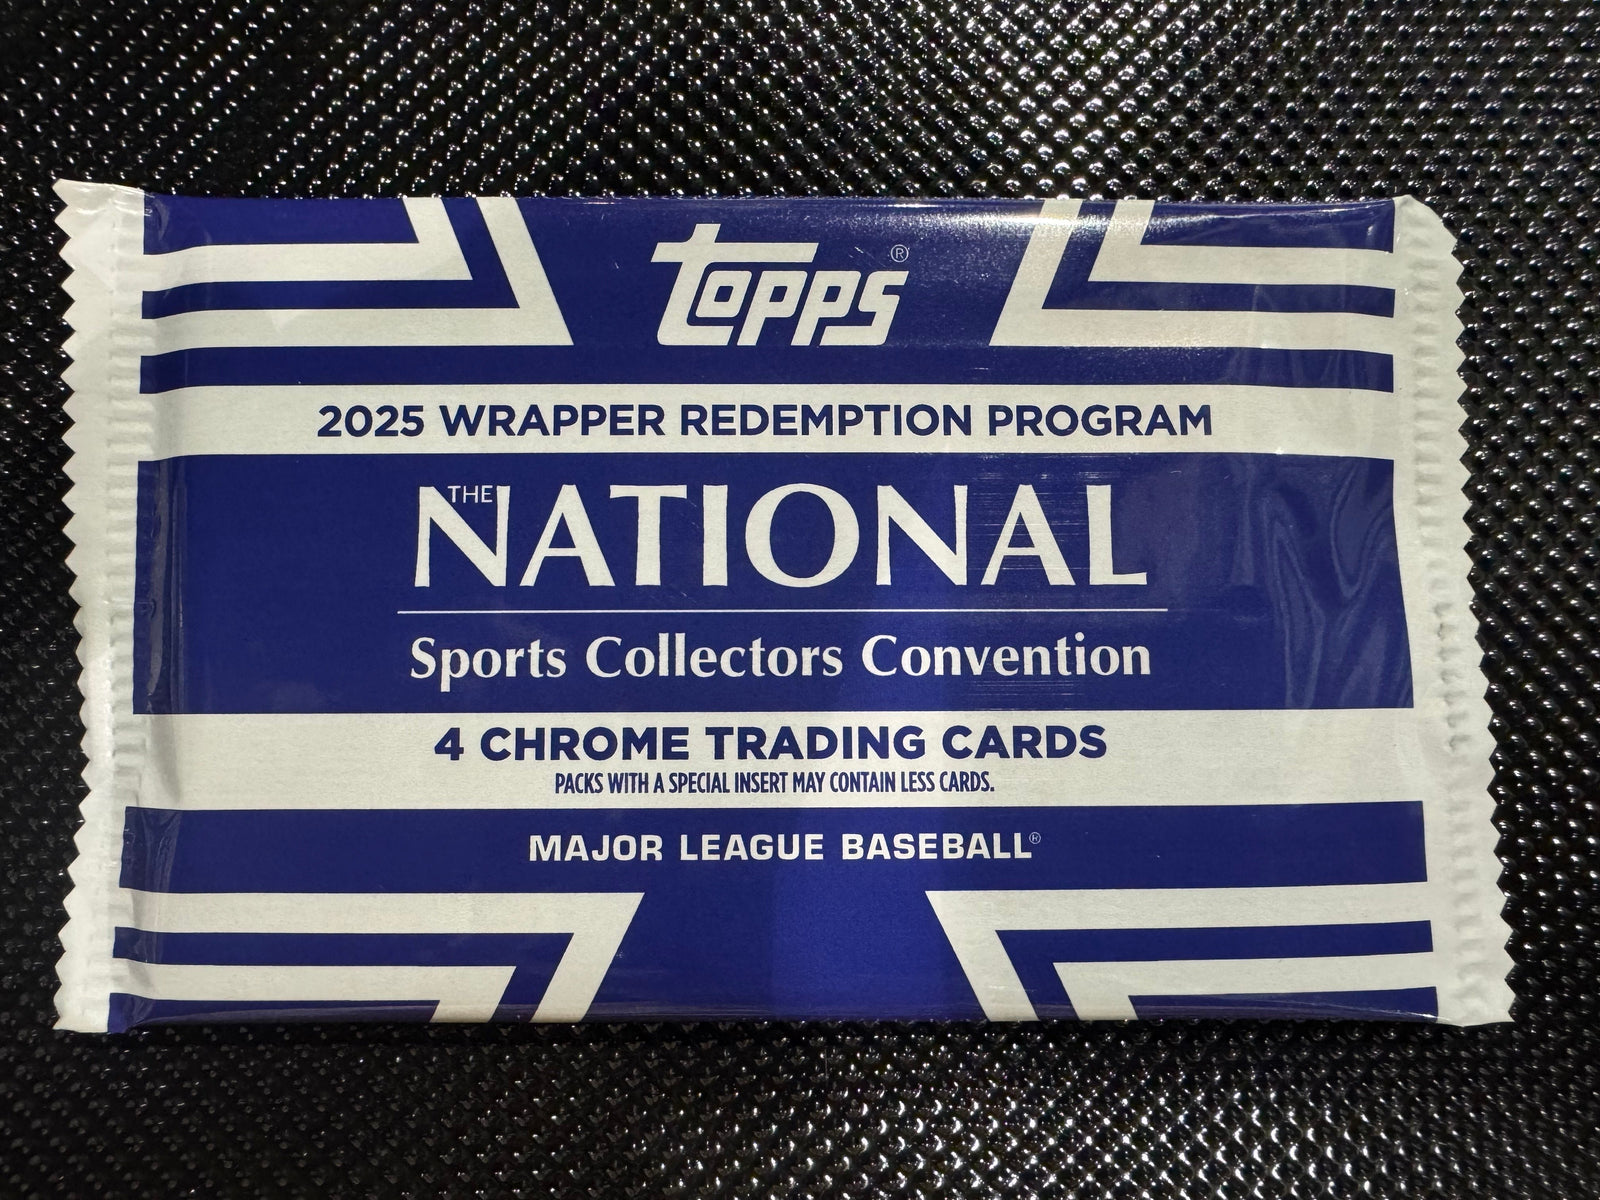 topps®
2025 WRAPPER REDEMPTION PROGRAM
THE NATIONAL
Sports Collectors Convention
4 CHROME TRADING CARDS
PACKS WITH A SPECIAL INSERT MAY CONTAIN LESS CARDS.
MAJOR LEAGUE BASEBALL®